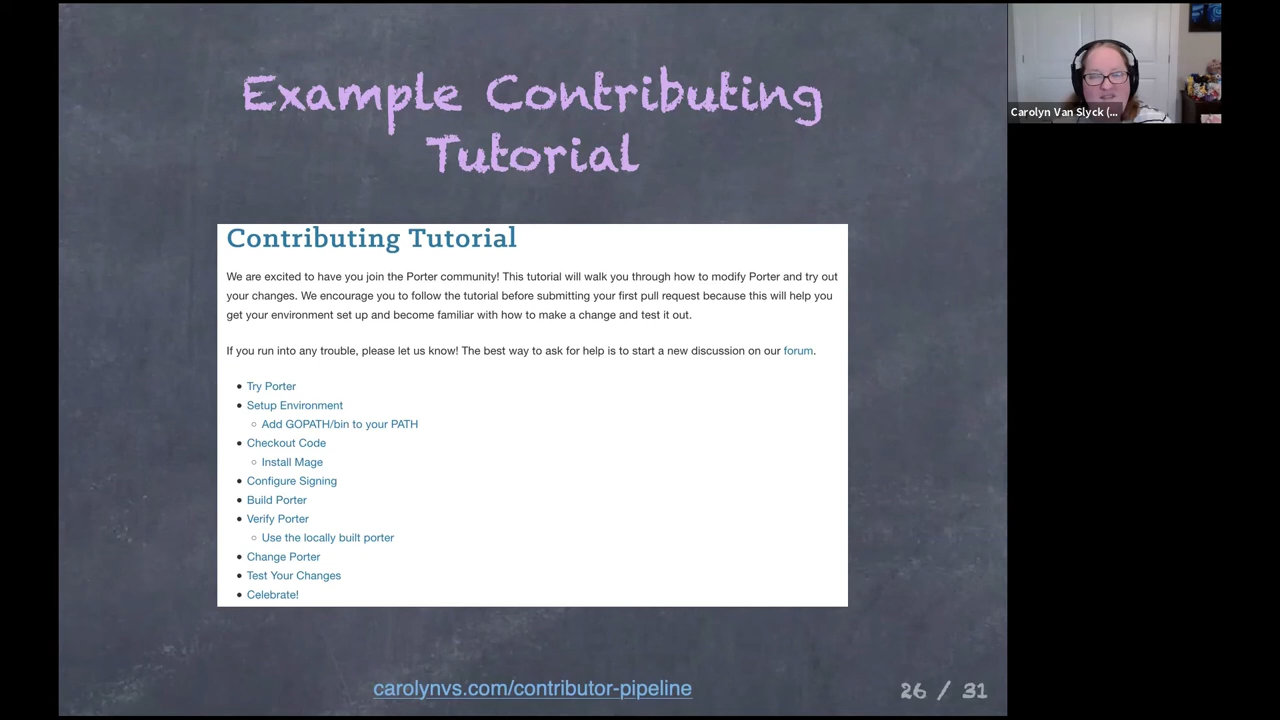 Example Contributing
Tutorial
Contributing Tutorial
We are excited to have you join the Porter community! This tutorial will walk you through how to modify Porter and try out
your changes. We encourage you to follow the tutorial before submitting your first pull request because this will help you
get your environment set up and become familiar with how to make a change and test it out.
If you run into any trouble, please let us know! The best way to ask for help is to start a new discussion on our forum.
• Try Porter
• Setup Environment
◦ Add GOPATH/bin to your PATH
• Checkout Code
◦ Install Mage
• Configure Signing
• Build Porter
• Verify Porter
◦ Use the locally built porter
• Change Porter
• Test Your Changes
• Celebrate!
carolynvs.com/contributor-pipeline
26 / 31
Carolyn Van Slyck (...